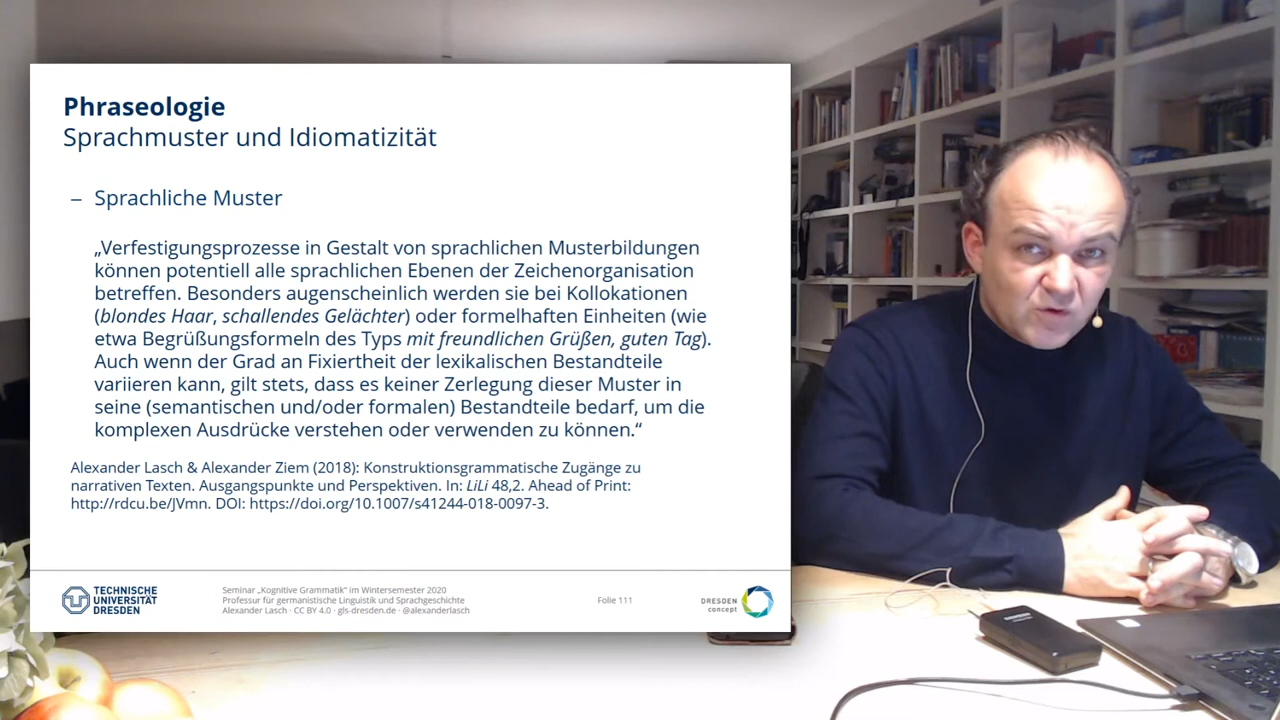 Phraseologie
Sprachmuster und Idiomatizität
– Sprachliche Muster
„Verfestigungsprozesse in Gestalt von sprachlichen Musterbildungen
können potentiell alle sprachlichen Ebenen der Zeichenorganisation
betreffen. Besonders augenscheinlich werden sie bei Kollokationen
(blondes Haar, schallendes Gelächter) oder formelhaften Einheiten (wie
etwa Begrüßungsformeln des Typs mit freundlichen Grüßen, guten Tag).
Auch wenn der Grad an Fixiertheit der lexikalischen Bestandteile
variieren kann, gilt stets, dass es keiner Zerlegung dieser Muster in
seine (semantischen und/oder formalen) Bestandteile bedarf, um die
komplexen Ausdrücke verstehen oder verwenden zu können.“
Alexander Lasch & Alexander Ziem (2018): Konstruktionsgrammatische Zugänge zu
narrativen Texten. Ausgangspunkte und Perspektiven. In: LiLi 48,2. Ahead of Print:
http://rdcu.be/JVmn. DOI: https://doi.org/10.1007/s41244-018-0097-3.
TECHNISCHE
UNIVERSITÄT
DRESDEN
Seminar „Kognitive Grammatik“ im Wintersemester 2020
Professur für germanistische Linguistik und Sprachgeschichte
Alexander Lasch · CC BY 4.0 · gls-dresden.de · @alexanderlasch
Folie 111
DRESDEN
concept